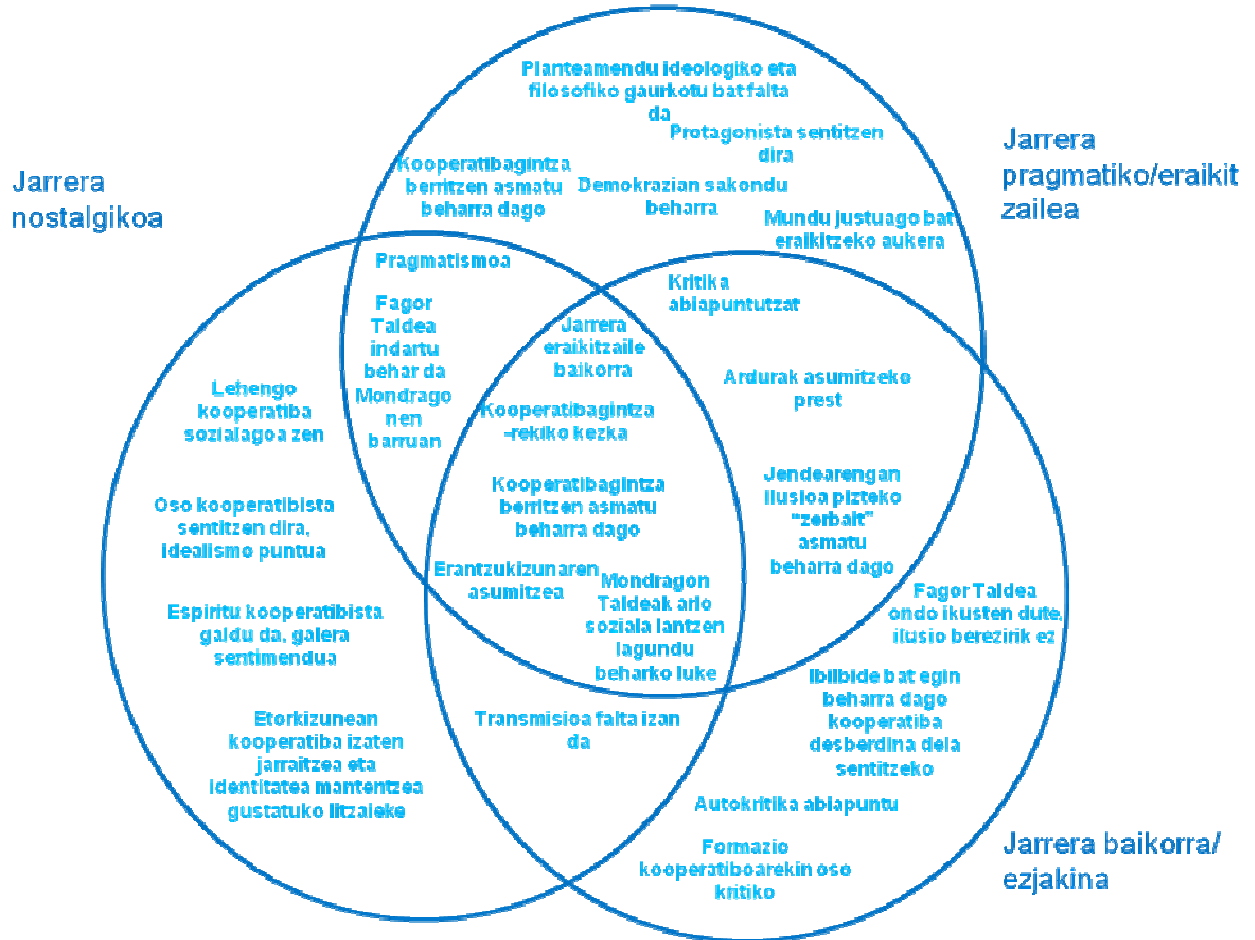 Planteamendu ideologiko eta
filosofiko gaurkotu bat falta
da
Protagonista sentitzen
dira
Kooperatibagintza
berritzen asmatu
beharra dago
Demokrazian sakondu
beharra
Mundu justuago bat
eraikitzeko aukera
Jarrera
pragmatiko/eraikit
zailea
Jarrera
nostalgikoa
Pragmatismoa
Kritika
abiapuntutzat
Fagor
Taldea
indartu
behar da
Mondrago
nen
barruan
Jarrera
eraikitzaile
baikorra
Ardurak asumitzeko
prest
Lehengo
kooperatiba
sozialagoa zen
Kooperatibagintza
-rekiko kezka
Kooperatibagintza
berritzen asmatu
beharra dago
Jendearengan
ilusioa pizteko
"zerbait"
asmatu
beharra dago
Oso kooperatibista
sentitzen dira,
idealismo puntua
Erantzukizunaren
asumitzea
Mondragon
Taldeak arlo
soziala lantzen
lagundu
beharko luke
Fagor Taldea
ondo ikusten dute,
ilusio berezirik ez
Espiritu kooperatibista
galdu da, galera
sentimendua
Ibilbide bat egin
beharra dago
kooperatiba
desberdina dela
sentitzeko
Etorkizunean
kooperatiba izaten
jarraitzea eta
identitatea mantentzea
gustatuko litzaieke
Transmisioa falta izan
da
Autokritika abiapuntu
Formazio
kooperatiboarekin oso
kritiko
Jarrera baikorra/
ezjakina